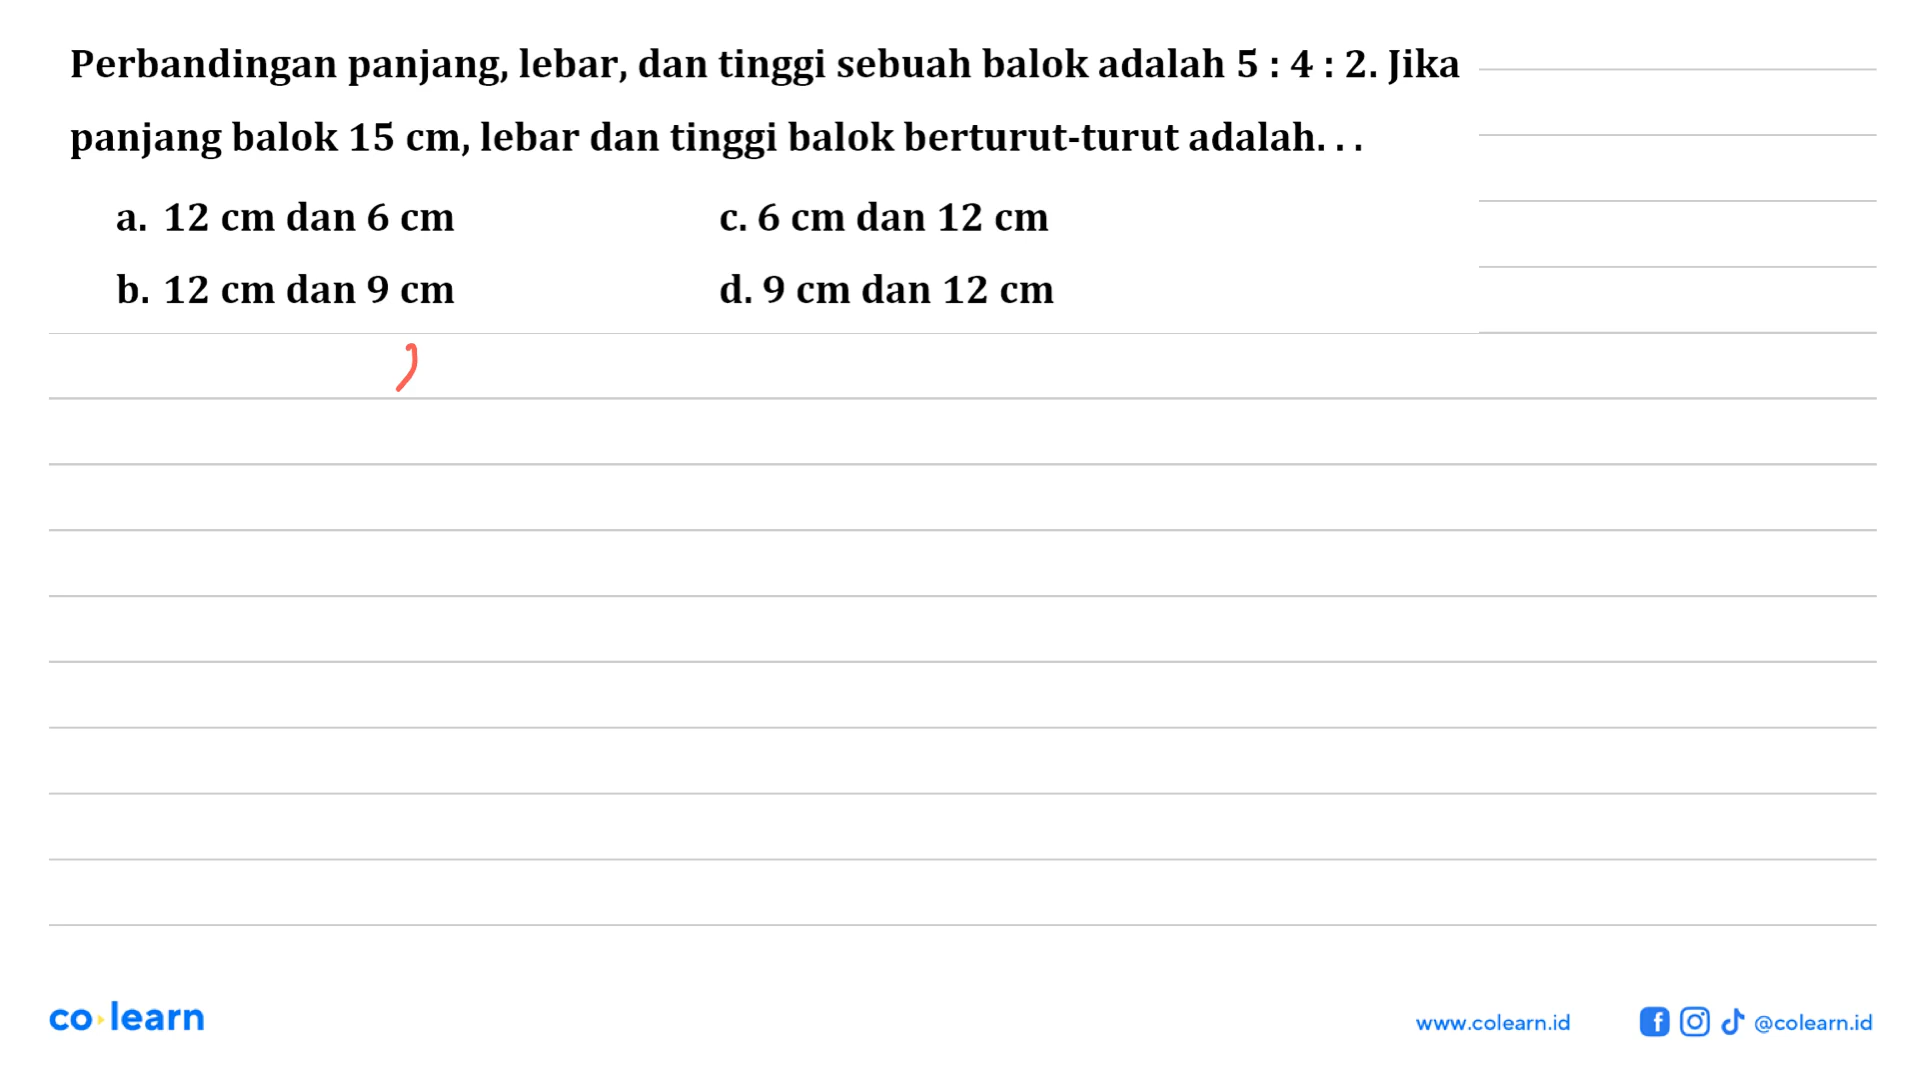 Perbandingan panjang, lebar, dan tinggi sebuah balok adalah 5 : 4 : 2. Jika
panjang balok 15 cm, lebar dan tinggi balok berturut-turut adalah. . .
a. 12 cm dan 6 cm
c. 6 cm dan 12 cm
b. 12 cm dan 9 cm
d. 9 cm dan 12 cm
co learn
www.colearn.id
@colearn.id